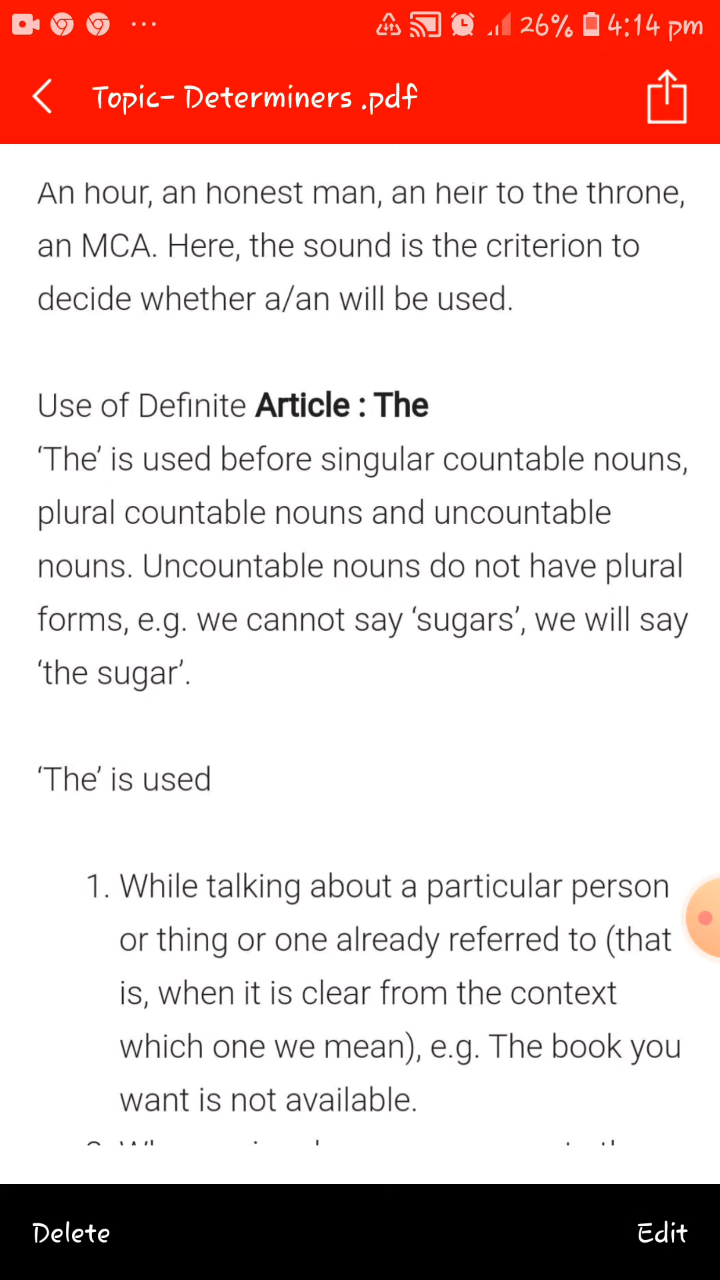 ... 26% 4:14 pm
Topic- Determiners .pdf
An hour, an honest man, an heir to the throne,
an MCA. Here, the sound is the criterion to
decide whether a/an will be used.
Use of Definite Article : The
‘The’ is used before singular countable nouns,
plural countable nouns and uncountable
nouns. Uncountable nouns do not have plural
forms, e.g. we cannot say ‘sugars’, we will say
‘the sugar’.
‘The’ is used
1. While talking about a particular person
or thing or one already referred to (that
is, when it is clear from the context
which one we mean), e.g. The book you
want is not available.
Delete Edit